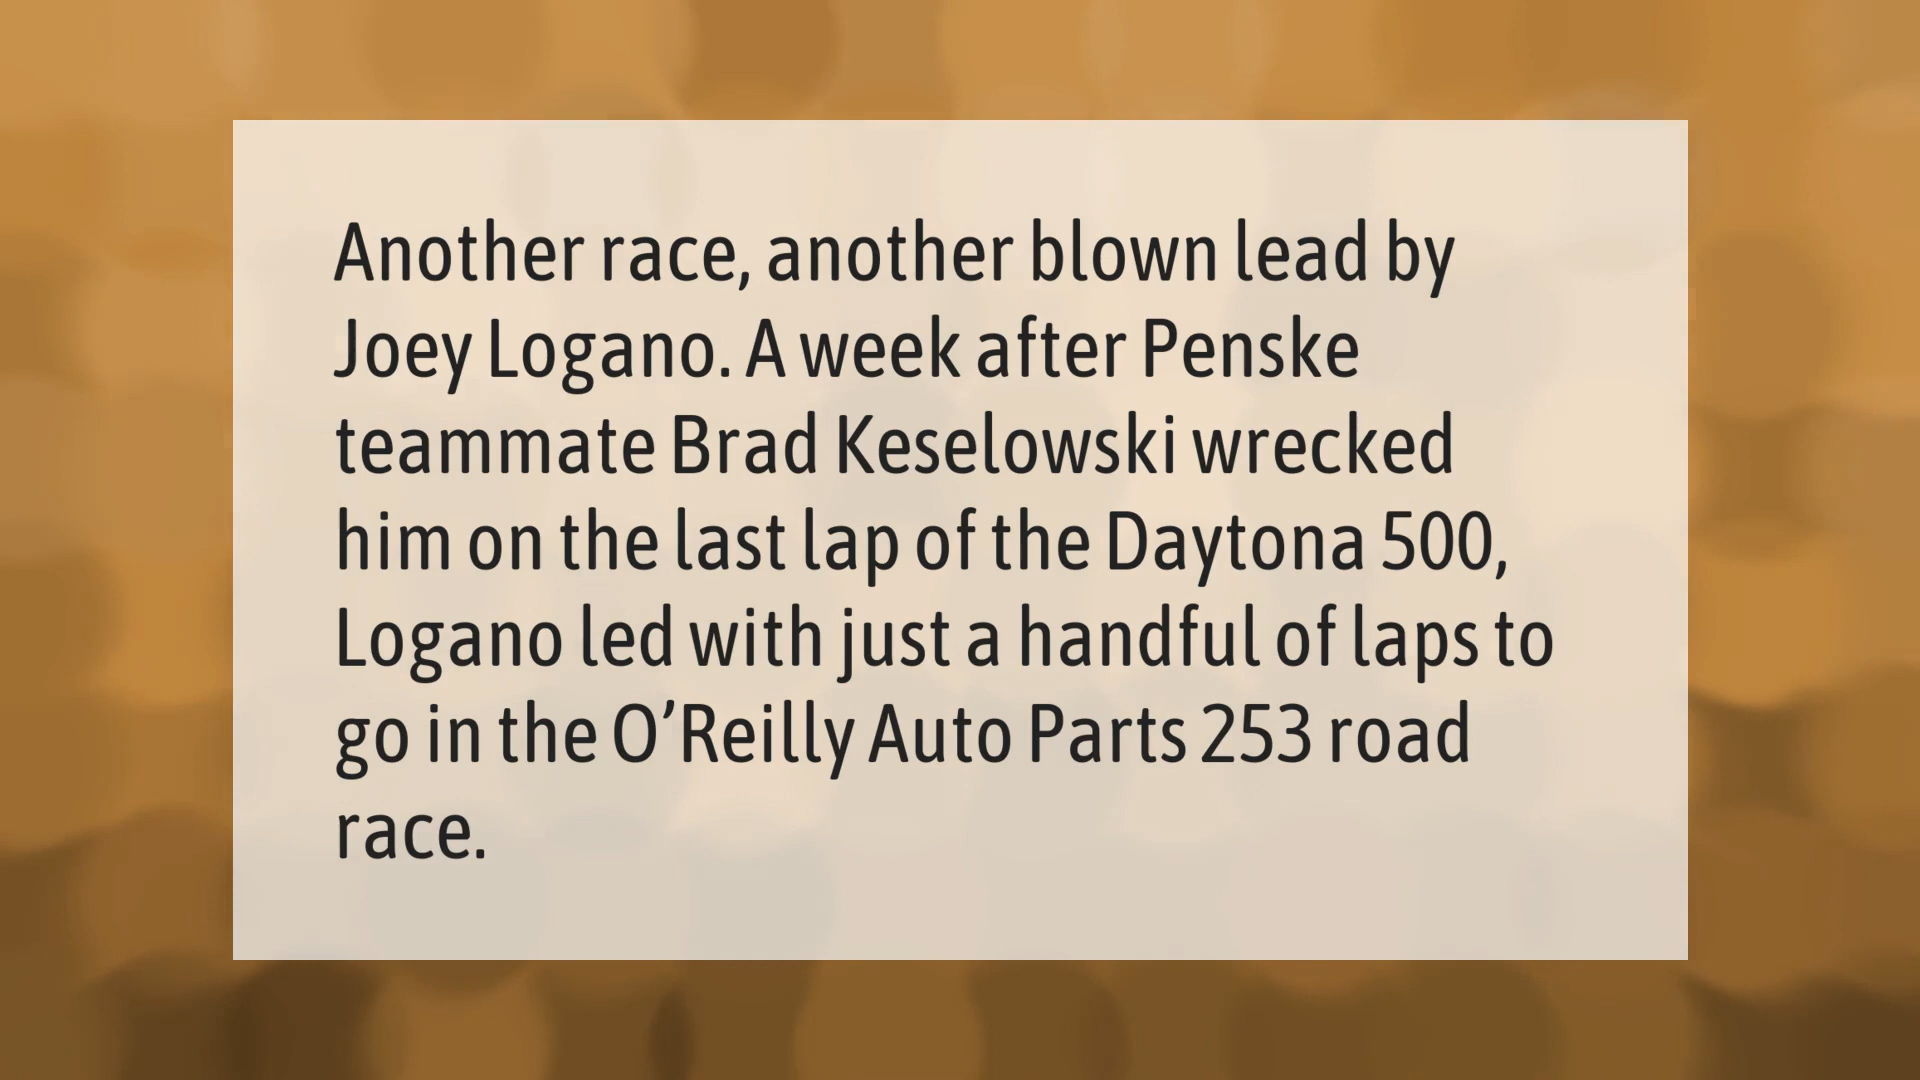 Another race, another blown lead by
Joey Logano. A week after Penske
teammate Brad Keselowski wrecked
him on the last lap of the Daytona 500,
Logano led with just a handful of laps to
go in the O’Reilly Auto Parts 253 road
race.